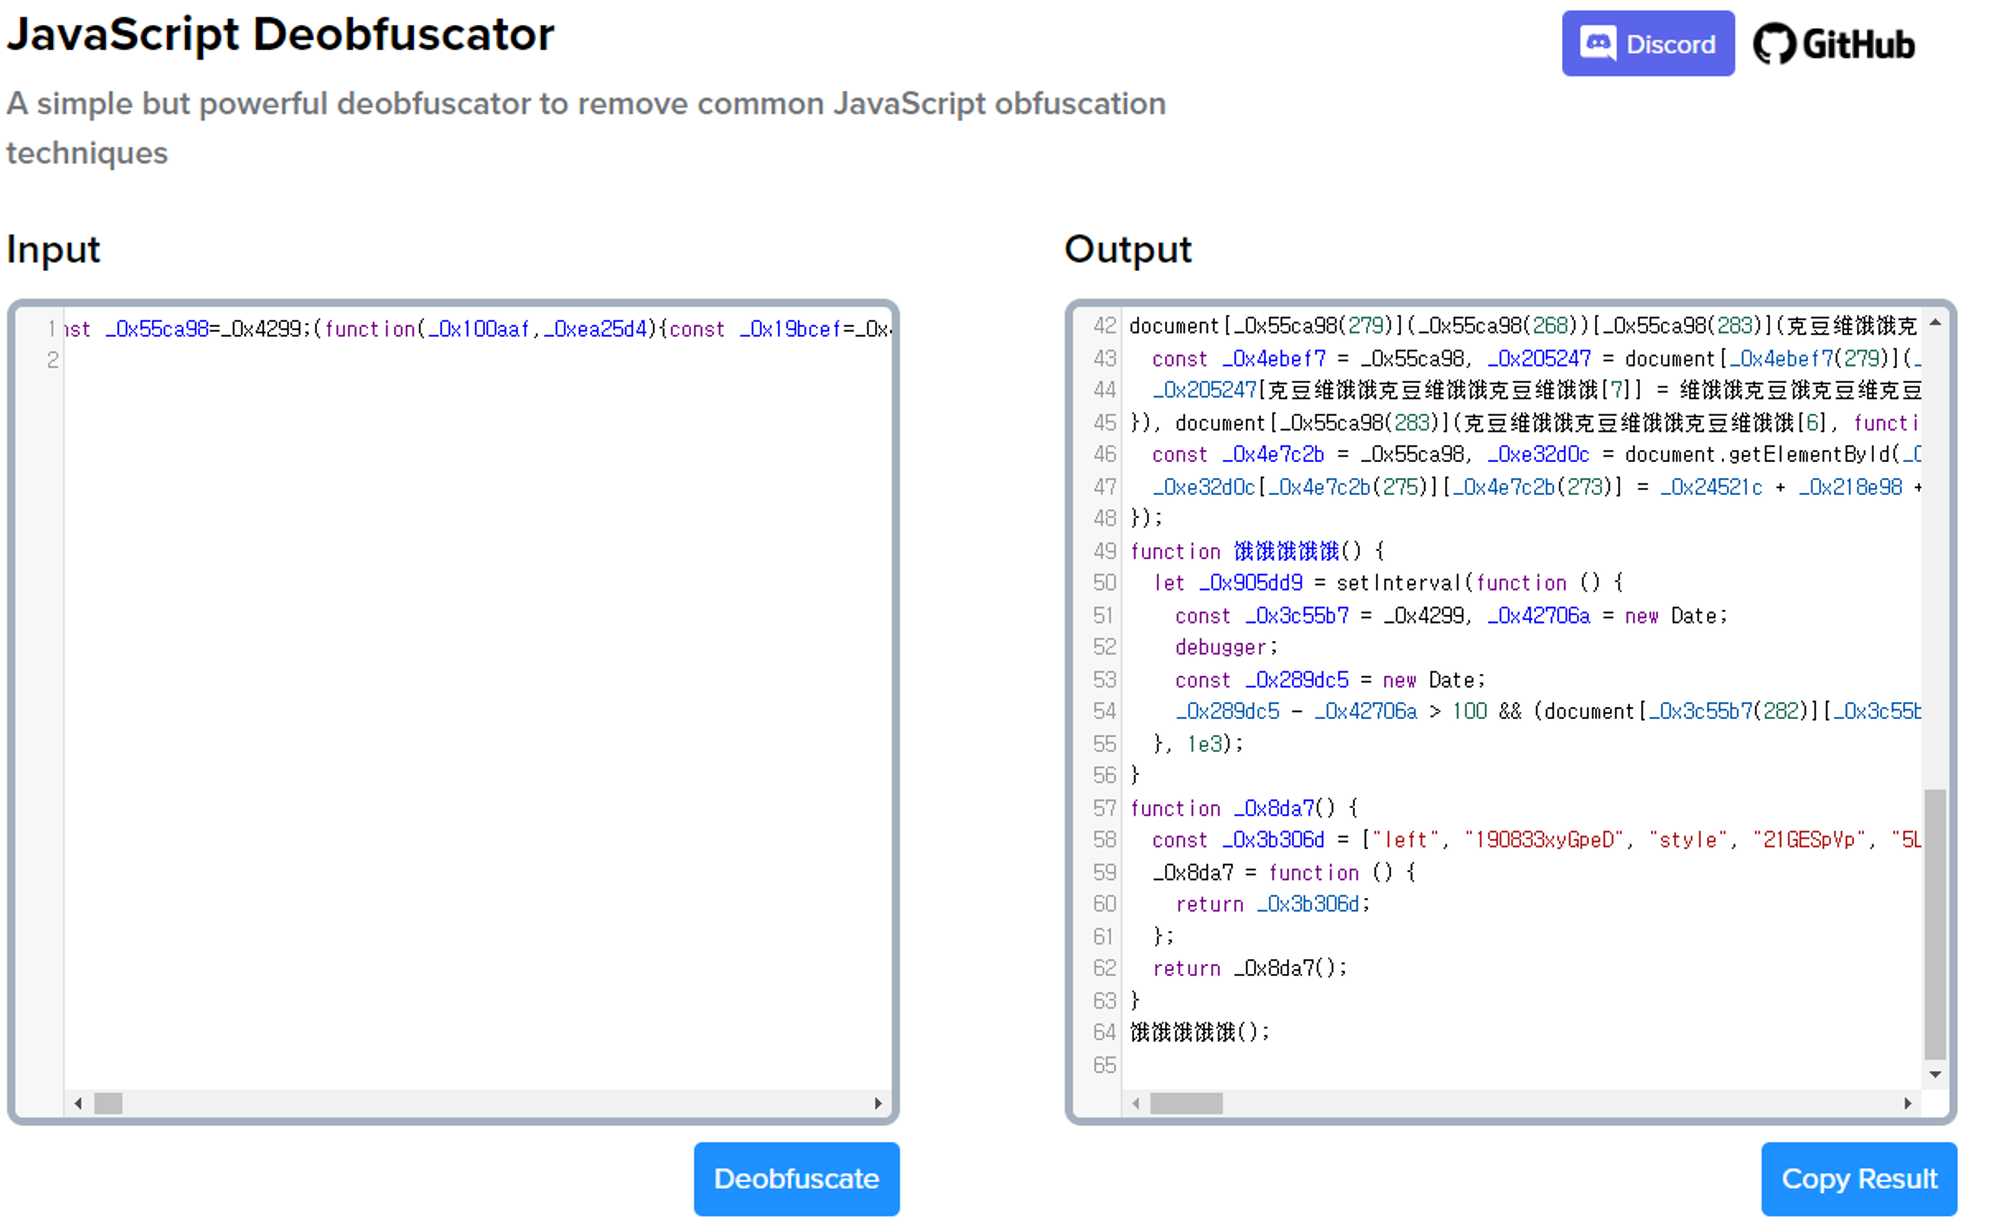 JavaScript Deobfuscator
Discord
GitHub
A simple but powerful deobfuscator to remove common JavaScript obfuscation
techniques
Input
Output
1 nst _0x55ca98=_0x4299;(function(_0x100aaf,_0xea25d4){const _0x19bcef=_0x
2
42 document[_0x55ca98(279)](_0x55ca98(268))[_0x55ca98(283)](克豆维饿饿克
43 const _0x4ebef7 = _0x55ca98, _0x205247 = document[_0x4ebef7(279)](_
44 _0x205247[克豆维饿饿克豆维饿饿克豆维饿饿[7]] = 维饿饿克豆饿克豆维克豆
45 }), document[_0x55ca98(283)](克豆维饿饿克豆维饿饿克豆维饿饿[6], functi
46 const _0x4e7c2b = _0x55ca98, _0xe32d0c = document.getElementById(_0
47 _0xe32d0c[_0x4e7c2b(275)][_0x4e7c2b(273)] = _0x24521c + _0x218e98 +
48 });
49 function 饿饿饿饿饿() {
50 let _0x905dd9 = setInterval(function () {
51 const _0x3c55b7 = _0x4299, _0x42706a = new Date;
52 debugger;
53 const _0x289dc5 = new Date;
54 _0x289dc5 - _0x42706a > 100 && (document[_0x3c55b7(282)][_0x3c55b
55 }, 1e3);
56 }
57 function _0x8da7() {
58 const _0x3b306d = ["left", "190833xyGpeD", "style", "21GESpVp", "5L
59 _0x8da7 = function () {
60 return _0x3b306d;
61 };
62 return _0x8da7();
63 }
64 饿饿饿饿饿();
65
Deobfuscate
Copy Result